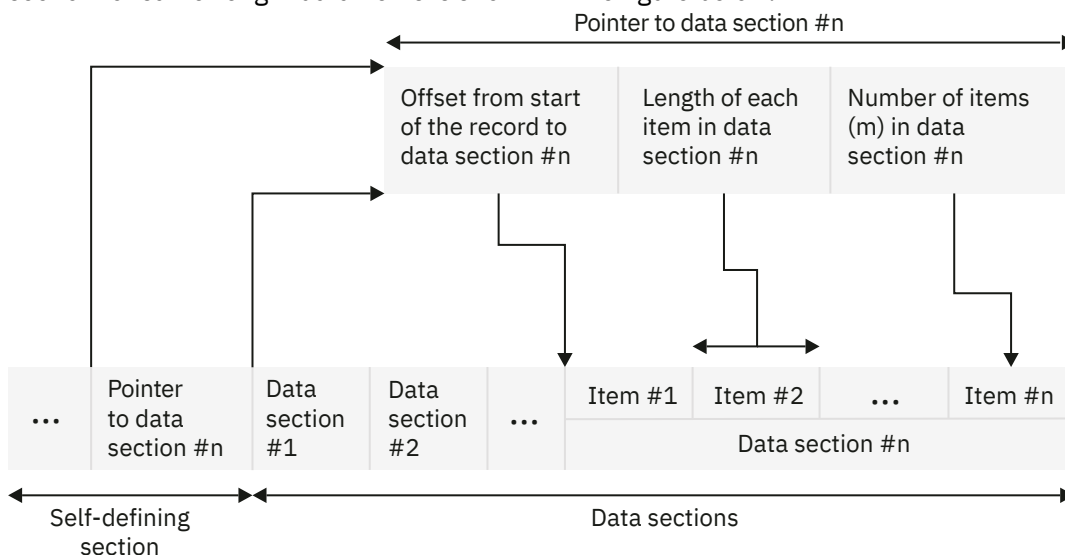 Pointer to data section #n
Offset from start
of the record to
data section #n
Length of each
item in data
section #n
Number of items
(m) in data
section #n
...
Pointer
to data
section #n
Data
section
#1
Data
section
#2
...
Item #1
Item #2
...
Item #n
Data section #n
Self-defining
section
Data sections